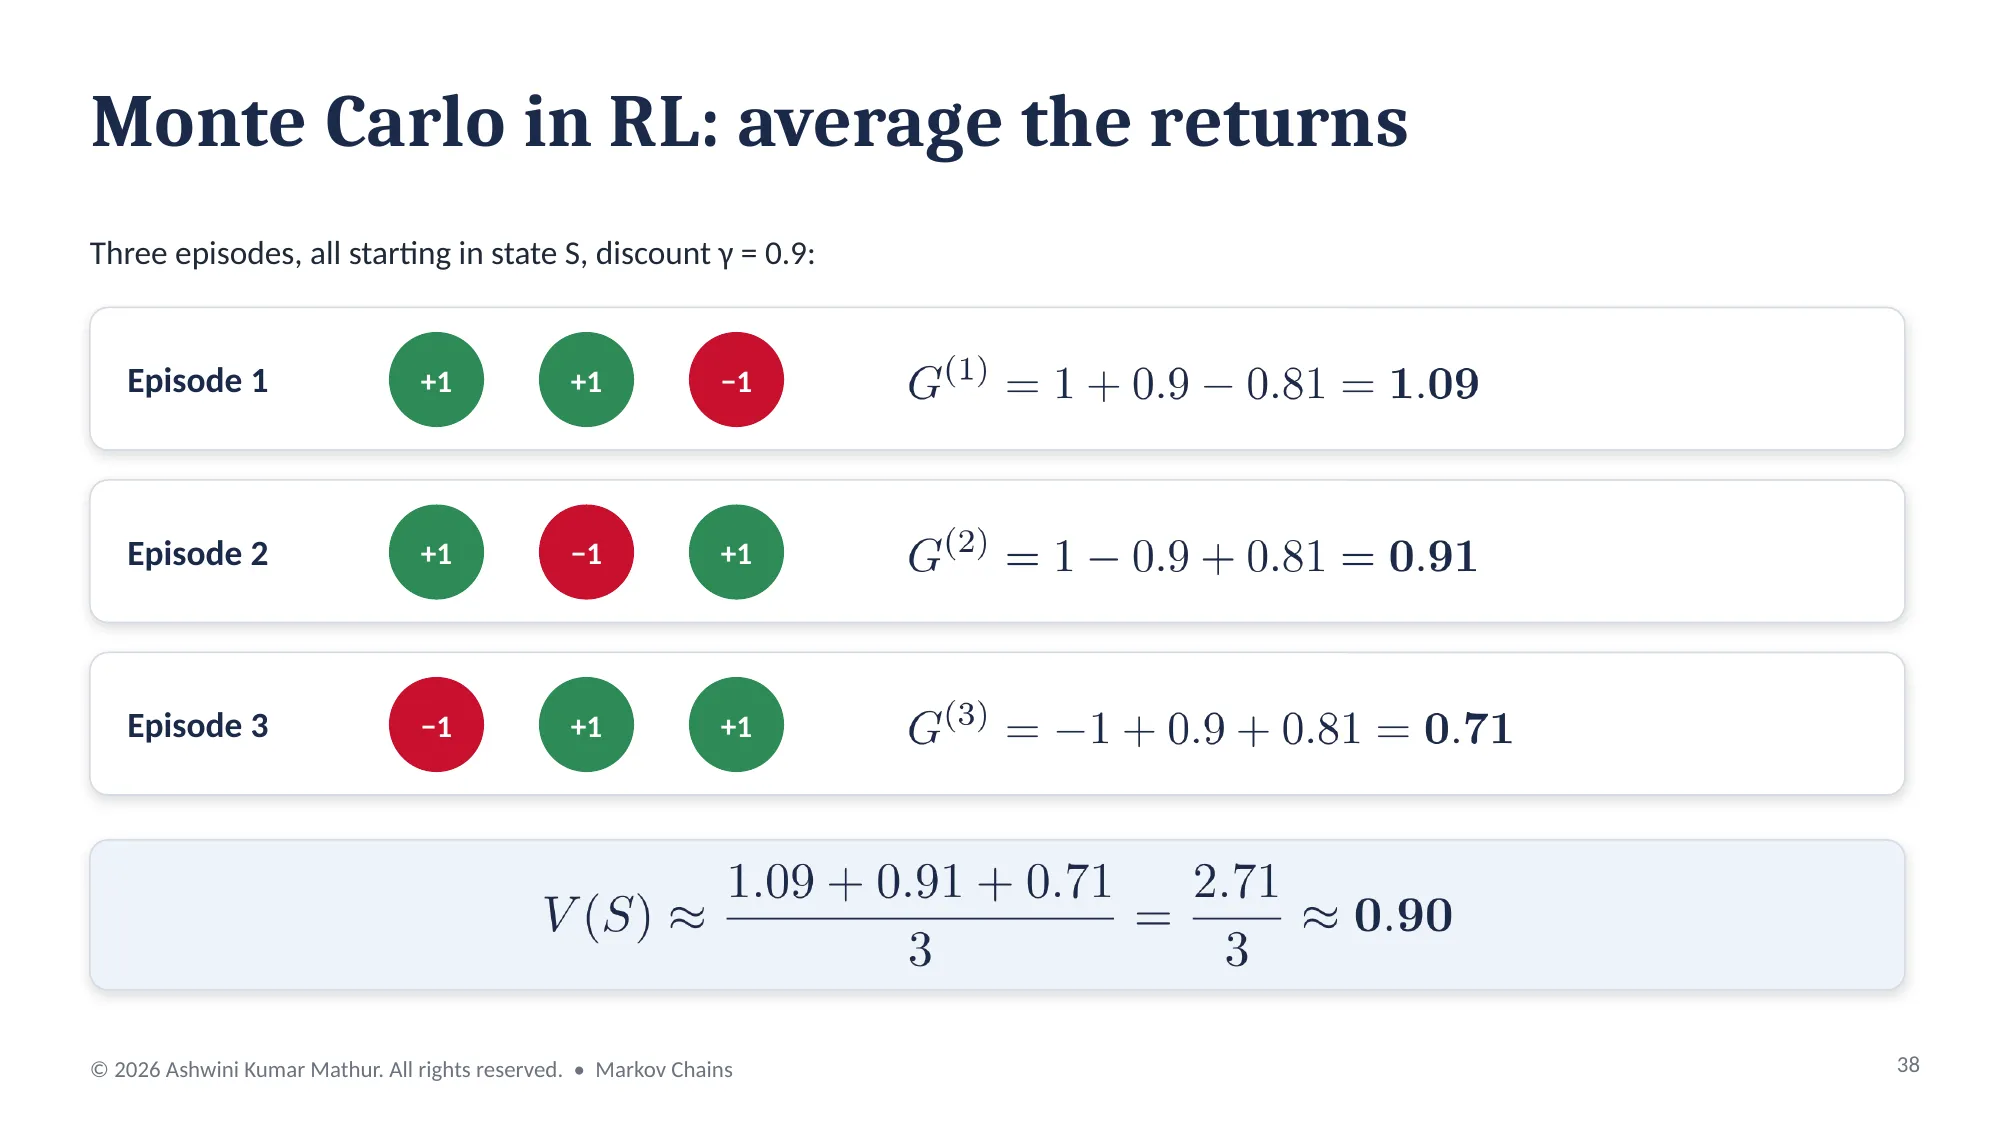 Monte Carlo in RL: average the returns
Three episodes, all starting in state S, discount γ = 0.9:
Episode 1 +1 +1 −1 G^(1) = 1 + 0.9 − 0.81 = 1.09
Episode 2 +1 −1 +1 G^(2) = 1 − 0.9 + 0.81 = 0.91
Episode 3 −1 +1 +1 G^(3) = −1 + 0.9 + 0.81 = 0.71
V(S) ≈ (1.09 + 0.91 + 0.71)/3 = 2.71/3 ≈ 0.90
© 2026 Ashwini Kumar Mathur. All rights reserved. • Markov Chains
38